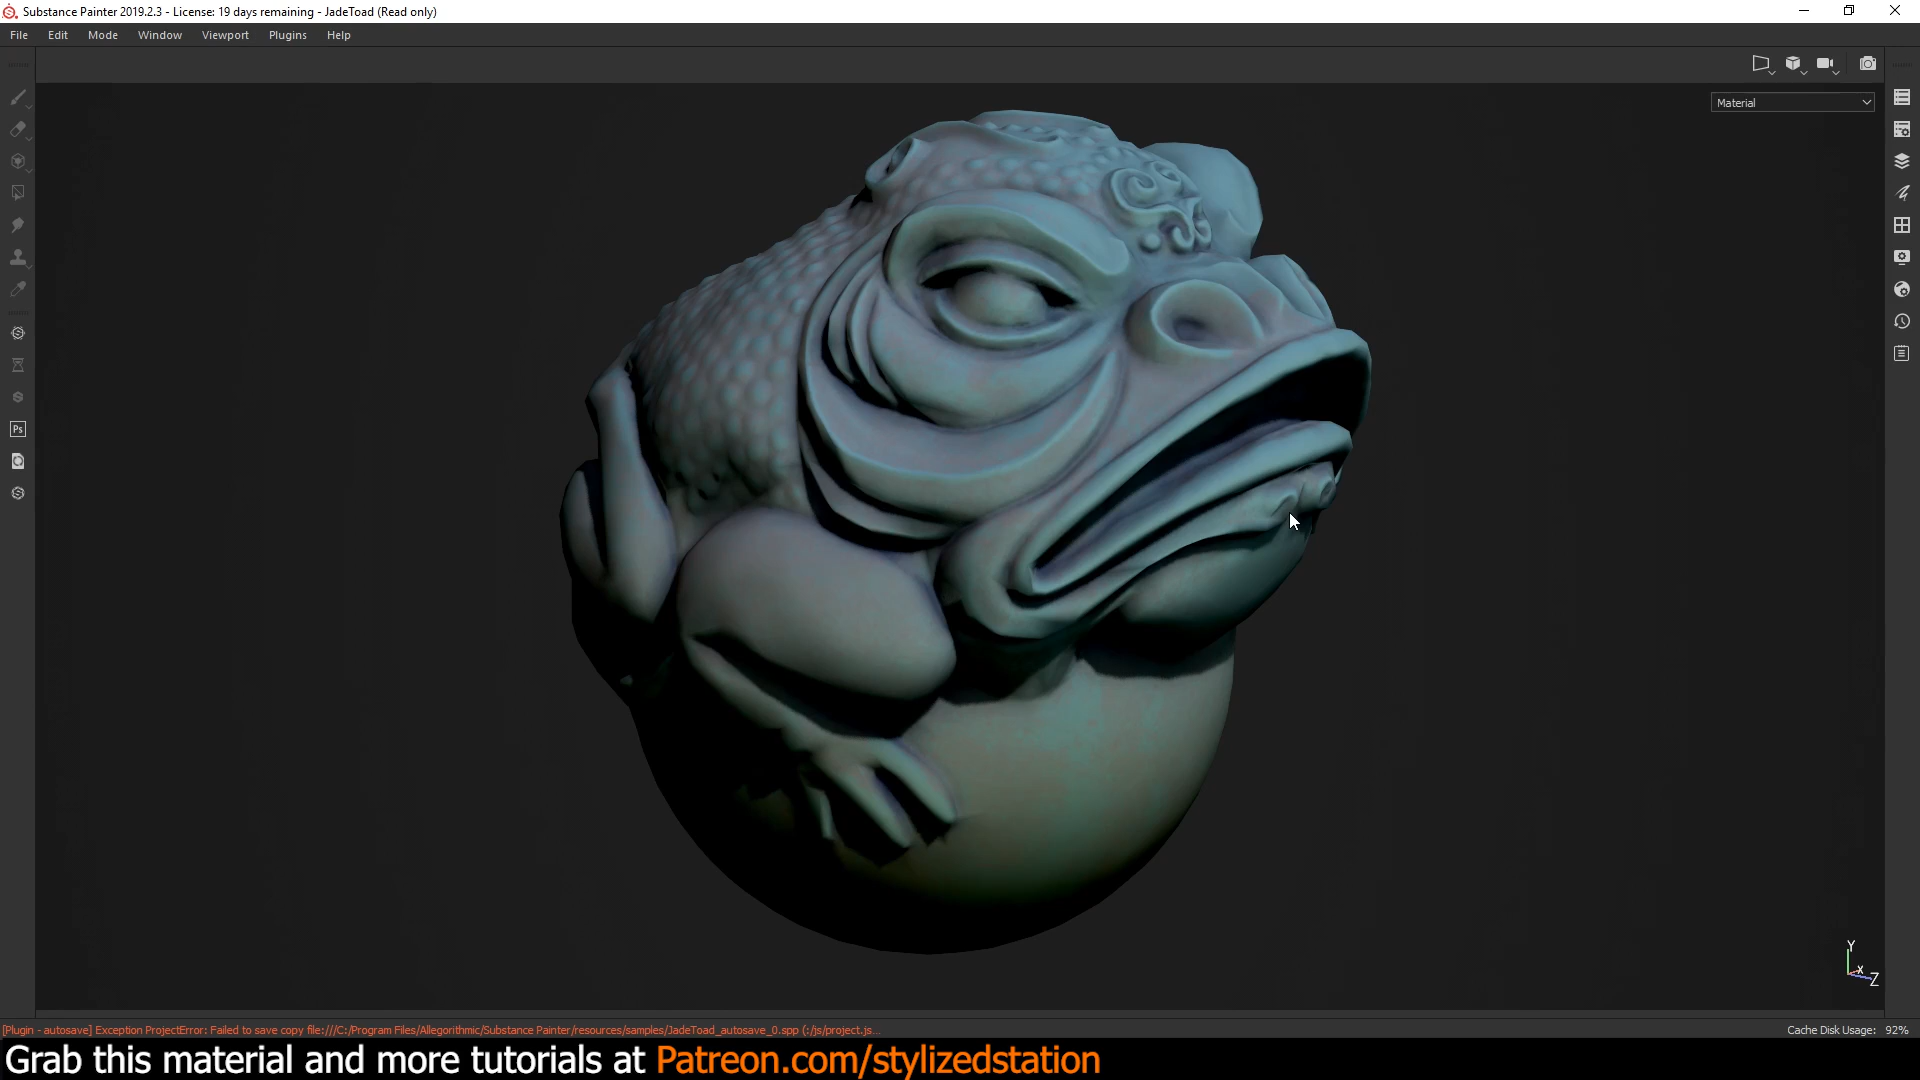 Substance Painter 2019.2.3 - License: 19 days remaining - JadeToad (Read only)
File Edit Mode Window Viewport Plugins Help
Material
Ps
Y
X
Z
[Plugin - autosave] Exception ProjectError: Failed to save copy file:///C:/Program Files/Allegorithmic/Substance Painter/resources/samples/JadeToad_autosave_0.spp (:/js/project.js...
Cache Disk Usage: 92%
Grab this material and more tutorials at Patreon.com/stylizedstation